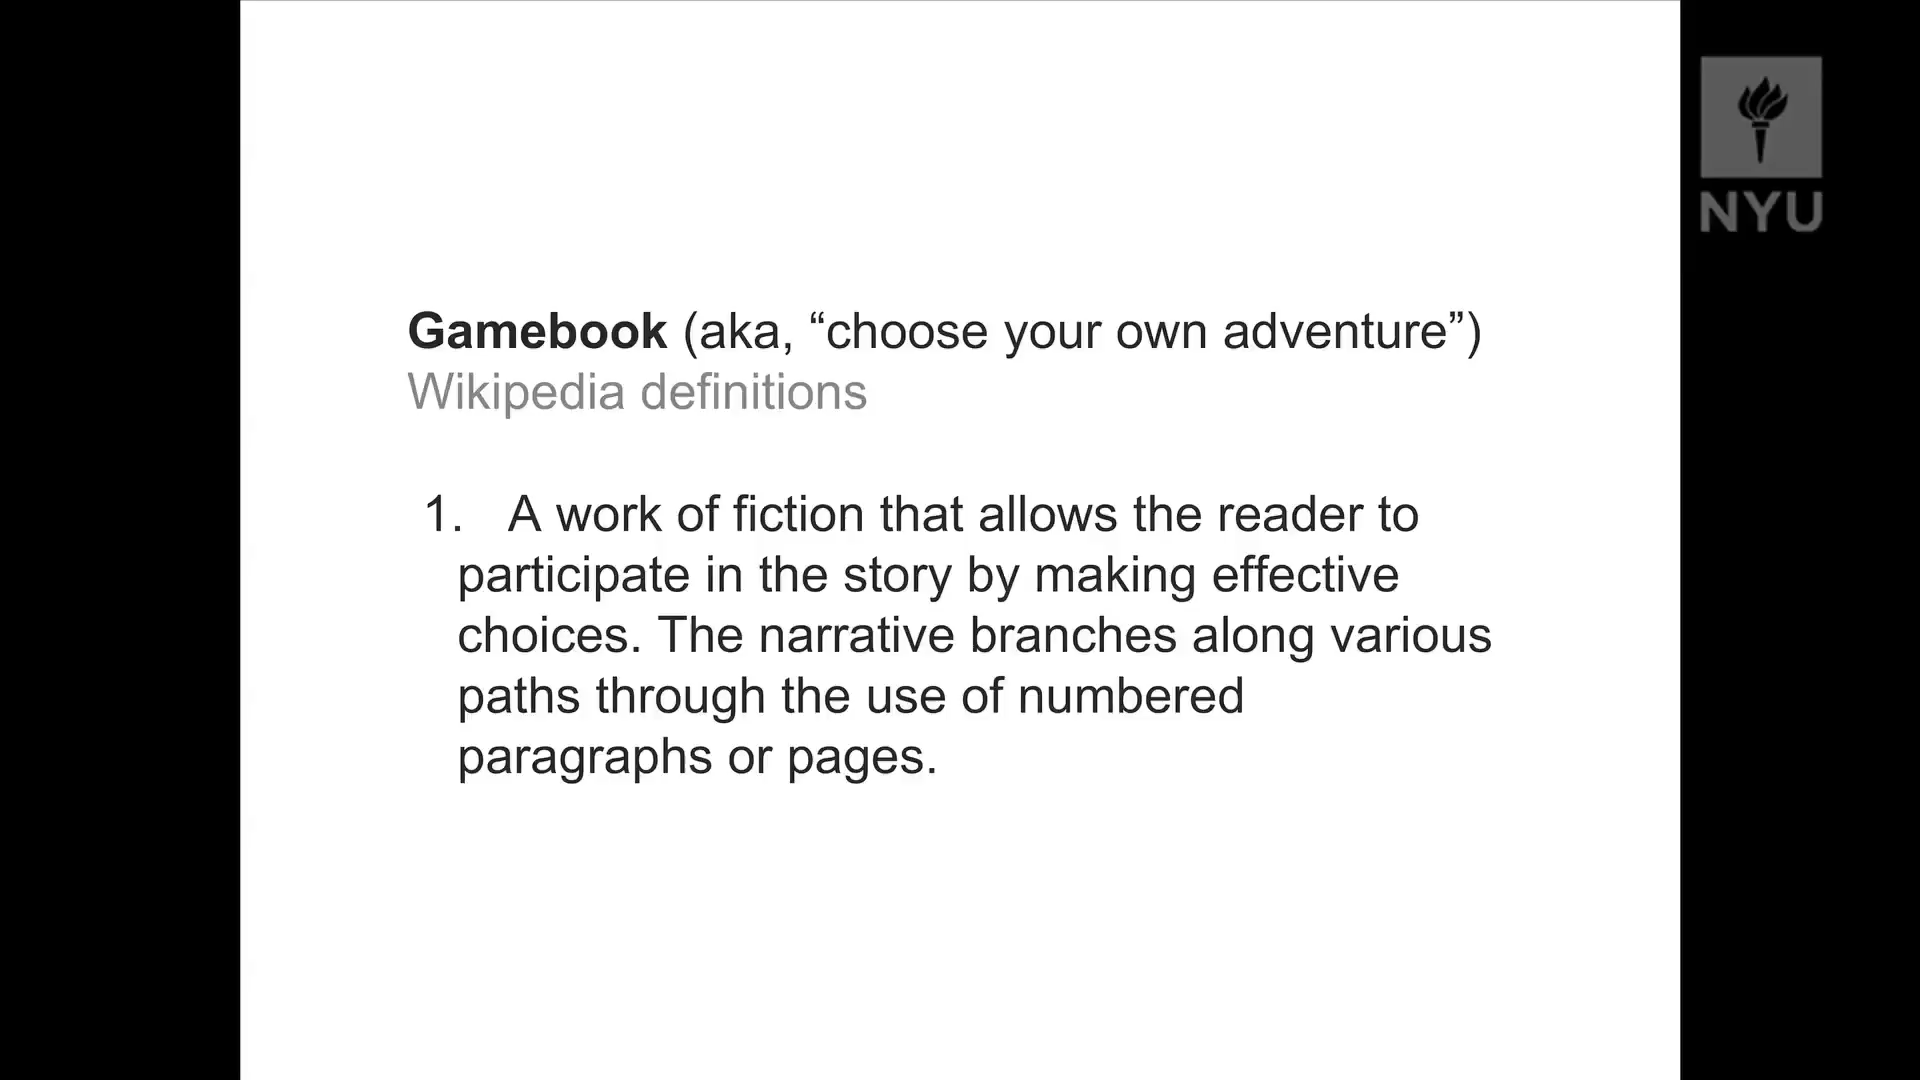 Gamebook (aka, “choose your own adventure”)
Wikipedia definitions
1. A work of fiction that allows the reader to
participate in the story by making effective
choices. The narrative branches along various
paths through the use of numbered
paragraphs or pages.
NYU